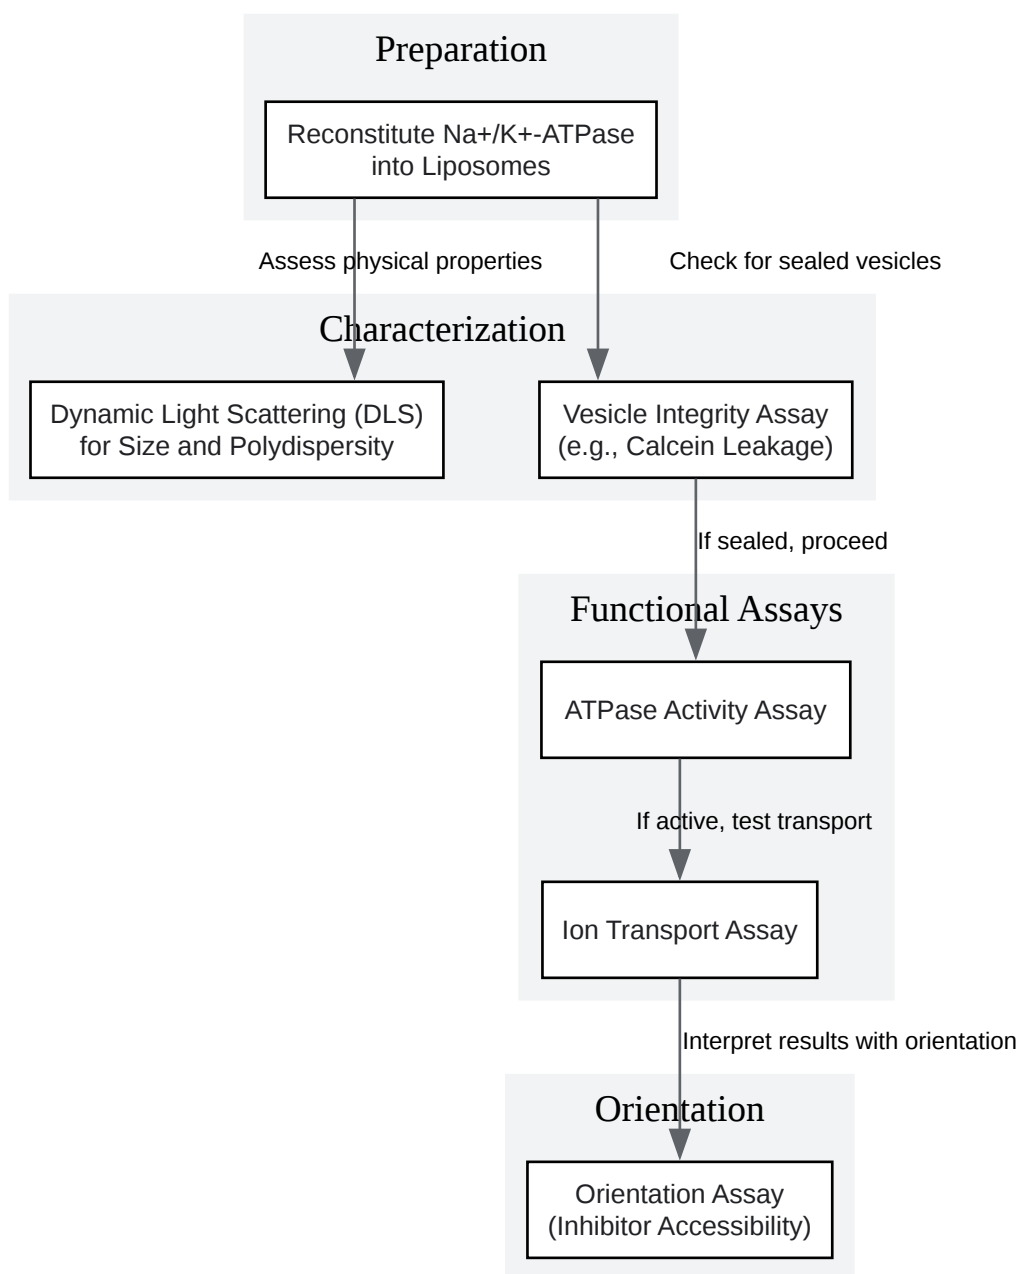 Preparation
Reconstitute Na+/K+-ATPase
into Liposomes
Assess physical properties
Check for sealed vesicles
Characterization
Dynamic Light Scattering (DLS)
for Size and Polydispersity
Vesicle Integrity Assay
(e.g., Calcein Leakage)
If sealed, proceed
Functional Assays
ATPase Activity Assay
If active, test transport
Ion Transport Assay
Interpret results with orientation
Orientation
Orientation Assay
(Inhibitor Accessibility)